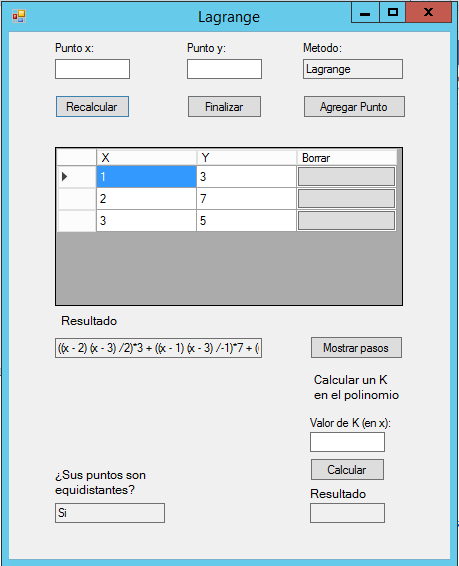 Lagrange
Punto x:
Punto y:
Metodo:
Lagrange
Recalcular
Finalizar
Agregar Punto
X Y Borrar
1 3
2 7
3 5
Resultado
((x - 2) (x - 3) /2)*3 + ((x - 1) (x - 3) /-1)*7 + (
Mostrar pasos
Calcular un K
en el polinomio
Valor de K (en x):
Calcular
¿Sus puntos son
equidistantes?
Si
Resultado